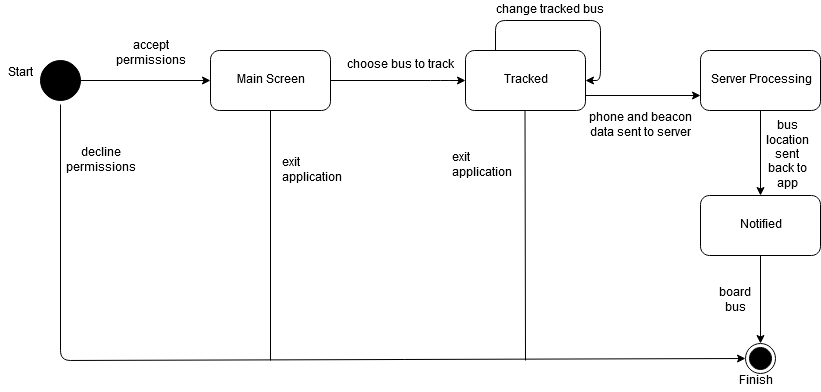 change tracked bus
accept
permissions
Start
Main Screen
choose bus to track
Tracked
Server Processing
phone and beacon
data sent to server
bus
location
sent
back to
app
decline
permissions
exit
application
exit
application
Notified
board
bus
Finish